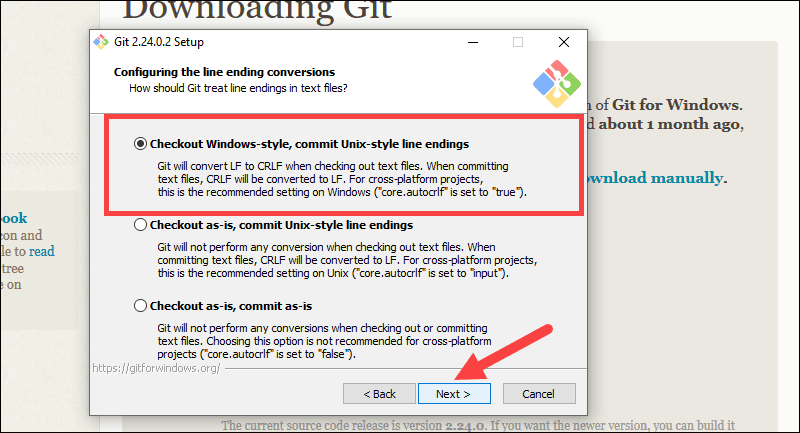 Downloading Git
Git 2.24.0.2 Setup
Configuring the line ending conversions
How should Git treat line endings in text files?
n of Git for Windows.
d about 1 month ago,
ownload manually.
Checkout Windows-style, commit Unix-style line endings
Git will convert LF to CRLF when checking out text files. When committing
text files, CRLF will be converted to LF. For cross-platform projects,
this is the recommended setting on Windows ("core.autocrlf" is set to "true").
Checkout as-is, commit Unix-style line endings
Git will not perform any conversion when checking out text files. When
committing text files, CRLF will be converted to LF. For cross-platform projects,
this is the recommended setting on Unix ("core.autocrlf" is set to "input").
Checkout as-is, commit as-is
Git will not perform any conversions when checking out or committing
text files. Choosing this option is not recommended for cross-platform
projects ("core.autocrlf" is set to "false").
https://gitforwindows.org/
< Back
Next >
Cancel
ook
con and
le to read
tree
e on
The current source code release is version 2.24.0. If you want the newer version, you can build it